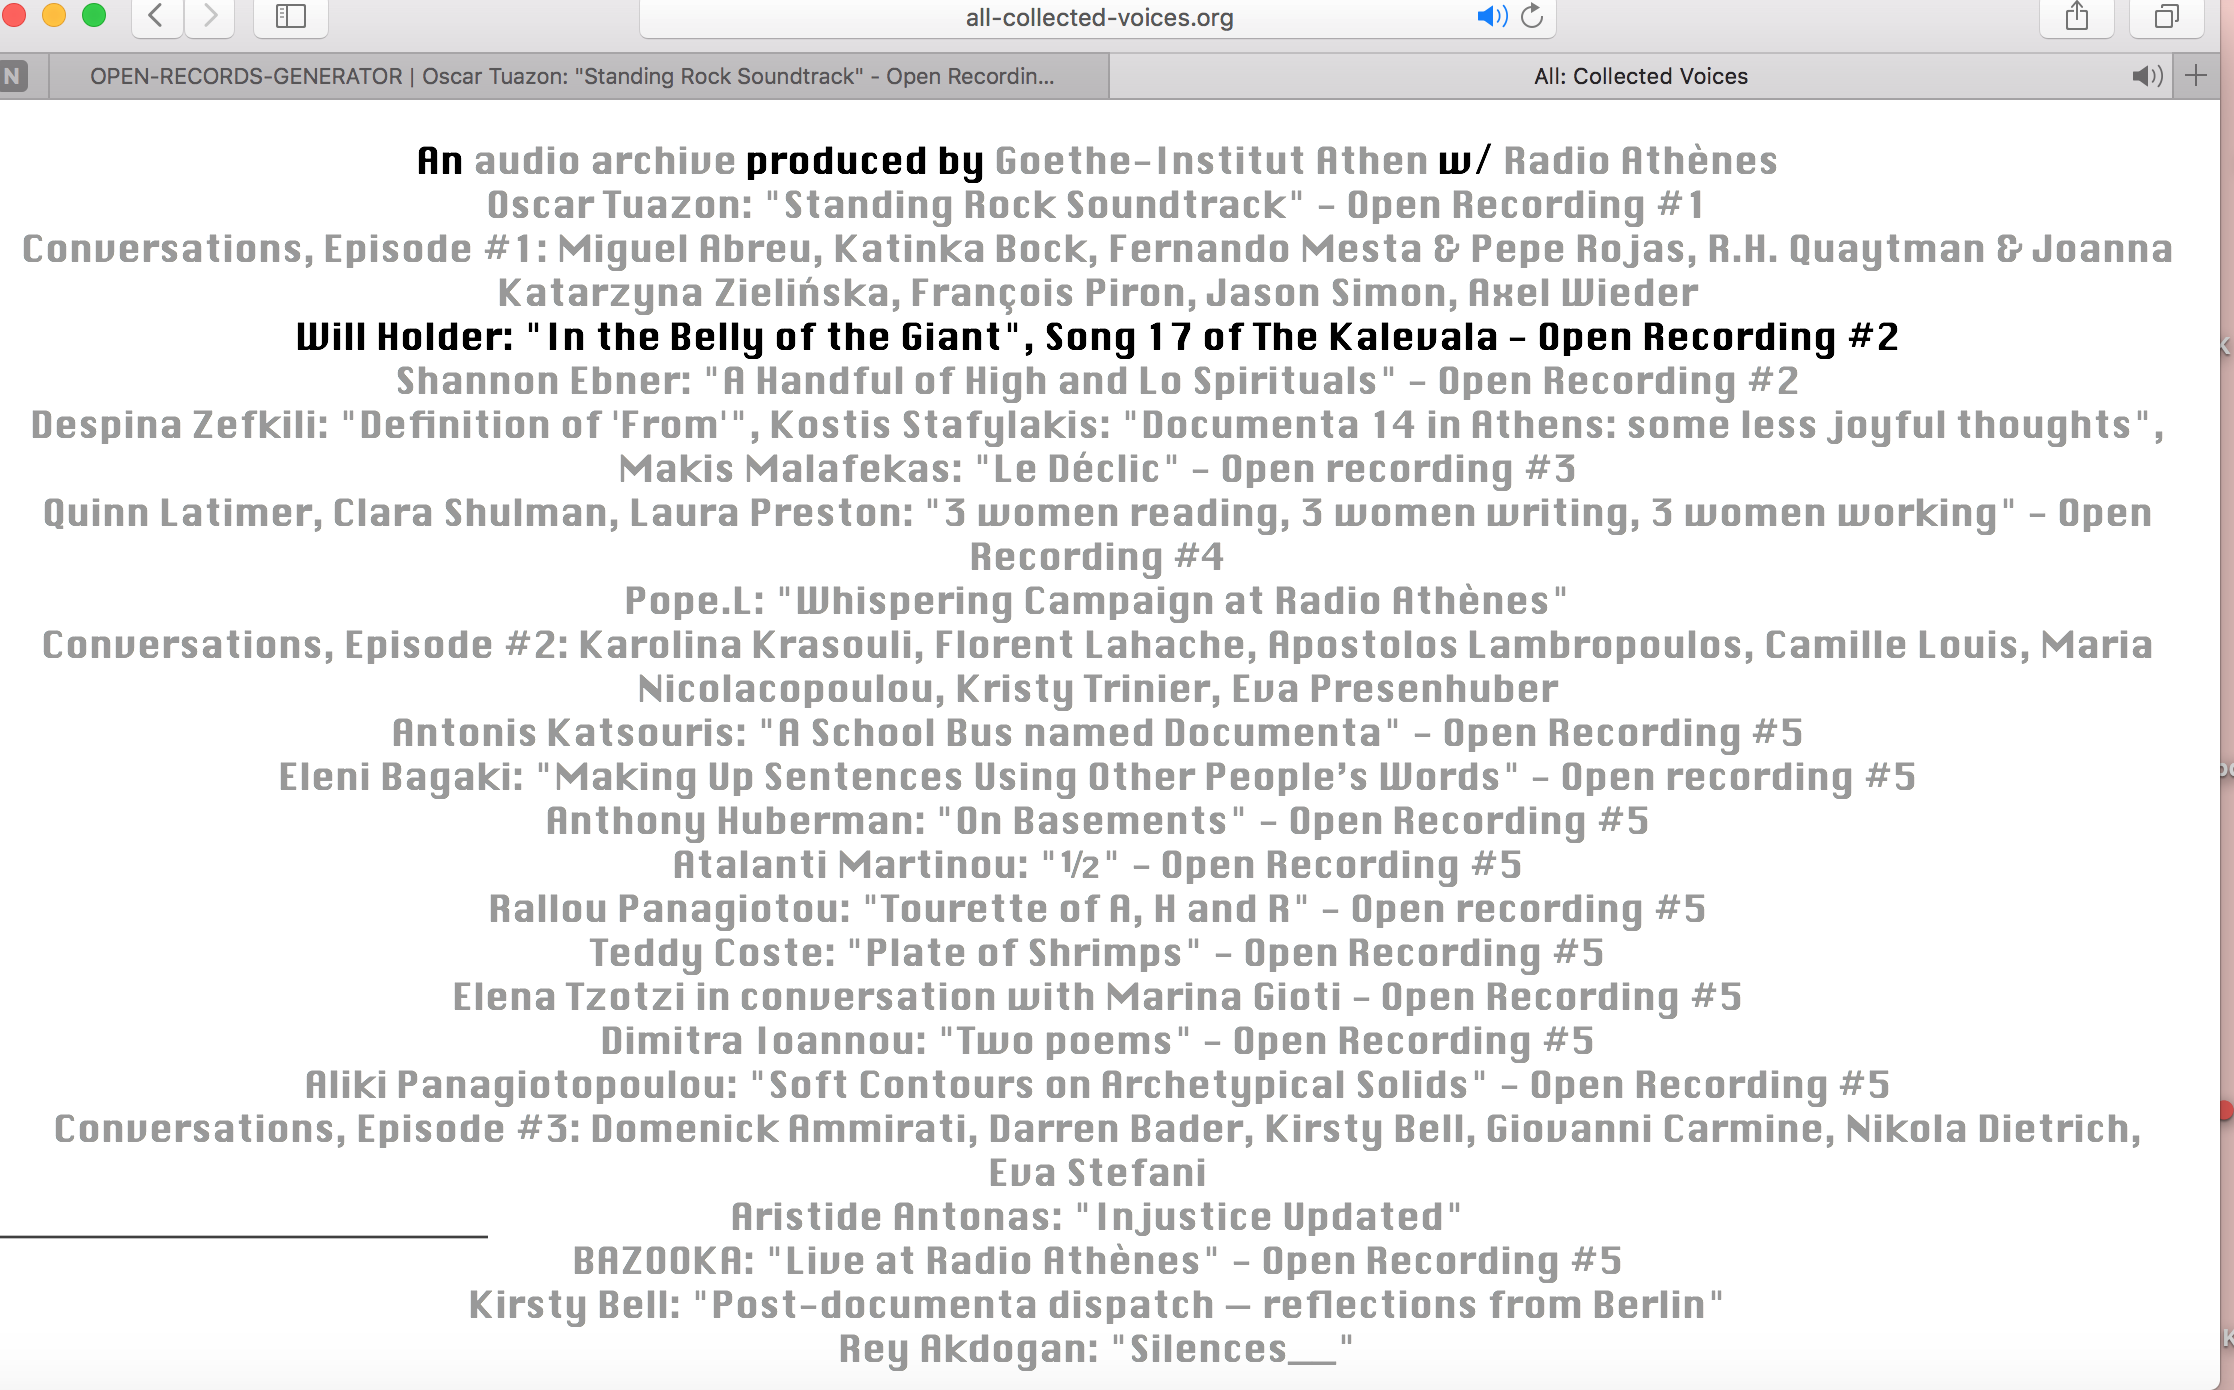 all-collected-voices.org
N
OPEN-RECORDS-GENERATOR | Oscar Tuazon: "Standing Rock Soundtrack" - Open Recordin...
All: Collected Voices
An audio archive produced by Goethe-Institut Athen w/ Radio Athènes
Oscar Tuazon: "Standing Rock Soundtrack" - Open Recording #1
Conversations, Episode #1: Miguel Abreu, Katinka Bock, Fernando Mesta & Pepe Rojas, R.H. Quaytman & Joanna
Katarzyna Zielińska, François Piron, Jason Simon, Axel Wieder
Will Holder: "In the Belly of the Giant", Song 17 of The Kalevala - Open Recording #2
Shannon Ebner: "A Handful of High and Lo Spirituals" - Open Recording #2
Despina Zefkili: "Definition of 'From'", Kostis Stafylakis: "Documenta 14 in Athens: some less joyful thoughts",
Makis Malafekas: "Le Déclic" - Open recording #3
Quinn Latimer, Clara Shulman, Laura Preston: "3 women reading, 3 women writing, 3 women working" - Open
Recording #4
Pope.L: "Whispering Campaign at Radio Athènes"
Conversations, Episode #2: Karolina Krasouli, Florent Lahache, Apostolos Lambropoulos, Camille Louis, Maria
Nicolacopoulou, Kristy Trinier, Eva Presenhuber
Antonis Katsouris: "A School Bus named Documenta" - Open Recording #5
Eleni Bagaki: "Making Up Sentences Using Other People’s Words" - Open recording #5
Anthony Huberman: "On Basements" - Open Recording #5
Atalanti Martinou: "½" - Open Recording #5
Rallou Panagiotou: "Tourette of A, H and R" - Open recording #5
Teddy Coste: "Plate of Shrimps" - Open Recording #5
Elena Tzotzi in conversation with Marina Gioti - Open Recording #5
Dimitra Ioannou: "Two poems" - Open Recording #5
Aliki Panagiotopoulou: "Soft Contours on Archetypical Solids" - Open Recording #5
Conversations, Episode #3: Domenick Ammirati, Darren Bader, Kirsty Bell, Giovanni Carmine, Nikola Dietrich,
Eva Stefani
Aristide Antonas: "Injustice Updated"
BAZOOKA: "Live at Radio Athènes" - Open Recording #5
Kirsty Bell: "Post-documenta dispatch — reflections from Berlin"
Rey Akdogan: "Silences__"